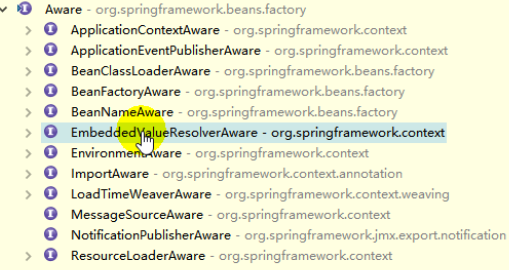 Aware - org.springframework.beans.factory
ApplicationContextAware - org.springframework.context
ApplicationEventPublisherAware - org.springframework.context
BeanClassLoaderAware - org.springframework.beans.factory
BeanFactoryAware - org.springframework.beans.factory
BeanNameAware - org.springframework.beans.factory
EmbeddedValueResolverAware - org.springframework.context
EnvironmentAware - org.springframework.context
ImportAware - org.springframework.context.annotation
LoadTimeWeaverAware - org.springframework.context.weaving
MessageSourceAware - org.springframework.context
NotificationPublisherAware - org.springframework.jmx.export.notification
ResourceLoaderAware - org.springframework.context